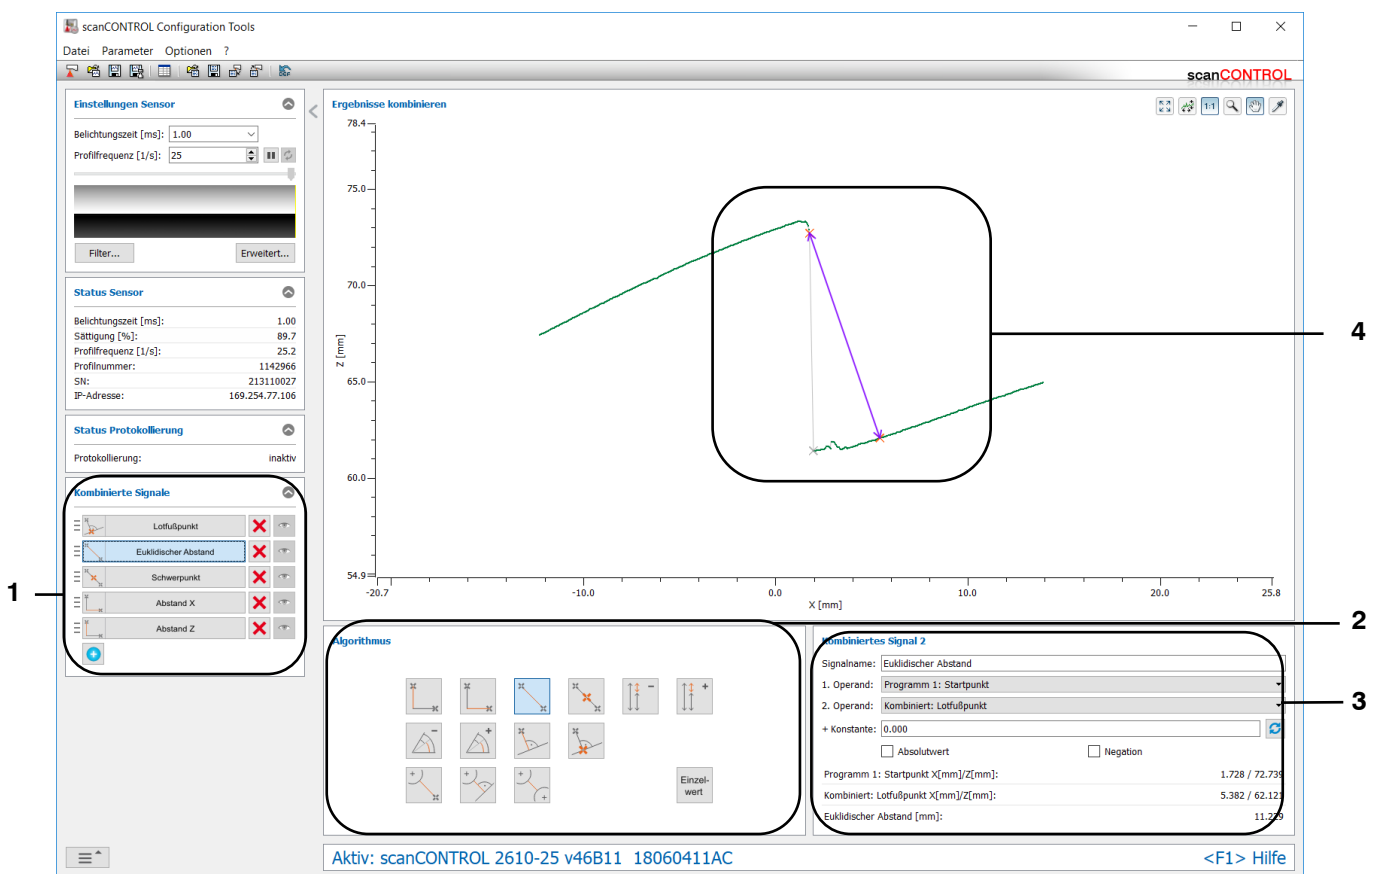 scanCONTROL Configuration Tools
Datei Parameter Optionen ?
scanCONTROL
Einstellungen Sensor
Belichtungszeit [ms]: 1.00
Profilfrequenz [1/s]: 25
Filter... Erweitert...
Status Sensor
Belichtungszeit [ms]: 1.00
Sättigung [%]: 89.7
Profilfrequenz [1/s]: 25.2
Profilnummer: 1142966
SN: 213110027
IP-Adresse: 169.254.77.106
Status Protokollierung
Protokollierung: inaktiv
Kombinierte Signale
Lotfußpunkt
Euklidischer Abstand
Schwerpunkt
Abstand X
Abstand Z
1
Ergebnisse kombinieren
1:1
78.4
75.0
70.0
Z [mm]
65.0
60.0
54.9
-20.7 -10.0 0.0 10.0 20.0 25.8
X [mm]
4
2
Algorithmus
Einzel-
wert
Kombiniertes Signal 2
Signalname: Euklidischer Abstand
1. Operand: Programm 1: Startpunkt
2. Operand: Kombiniert: Lotfußpunkt
3
+ Konstante: 0.000
Absolutwert Negation
Programm 1: Startpunkt X[mm]/Z[mm]: 1.728 / 72.739
Kombiniert: Lotfußpunkt X[mm]/Z[mm]: 5.382 / 62.121
Euklidischer Abstand [mm]: 11.229
Aktiv: scanCONTROL 2610-25 v46B11 18060411AC
<F1> Hilfe